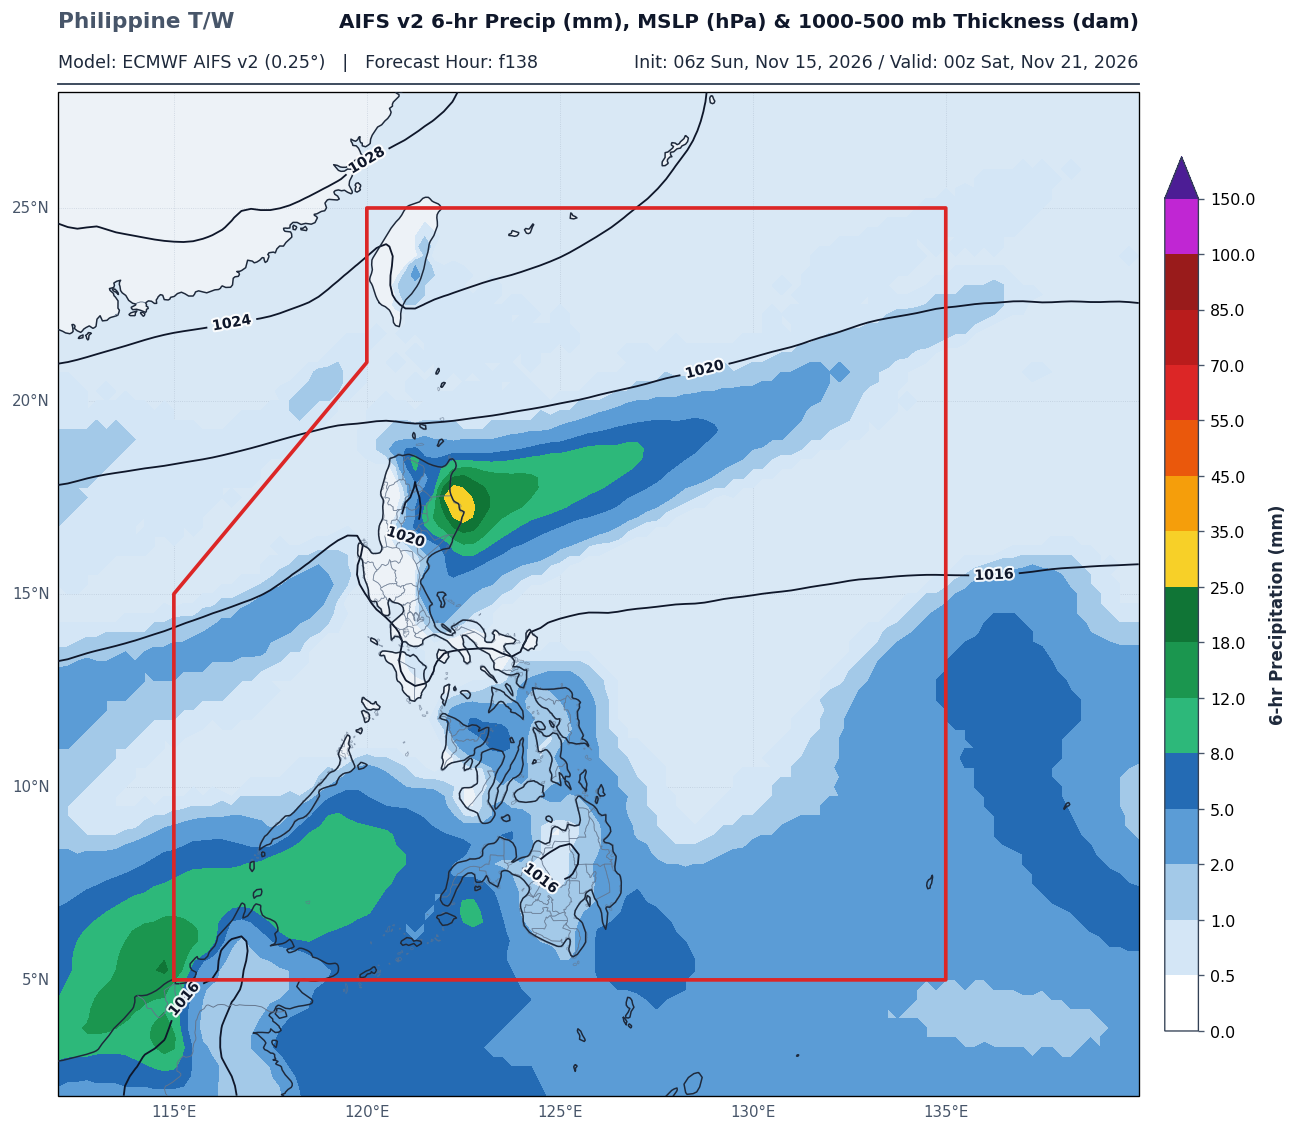 Philippine T/W
AIFS v2 6-hr Precip (mm), MSLP (hPa) & 1000-500 mb Thickness (dam)
Model: ECMWF AIFS v2 (0.25°) | Forecast Hour: f138
Init: 06z Sun, Nov 15, 2026 / Valid: 00z Sat, Nov 21, 2026
1028
25°N
1024
1020
20°N
1020
15°N
1016
10°N
1016
5°N
1016
115°E
120°E
125°E
130°E
135°E
150.0
100.0
85.0
70.0
55.0
45.0
35.0
25.0
18.0
12.0
8.0
5.0
2.0
1.0
0.5
0.0
6-hr Precipitation (mm)